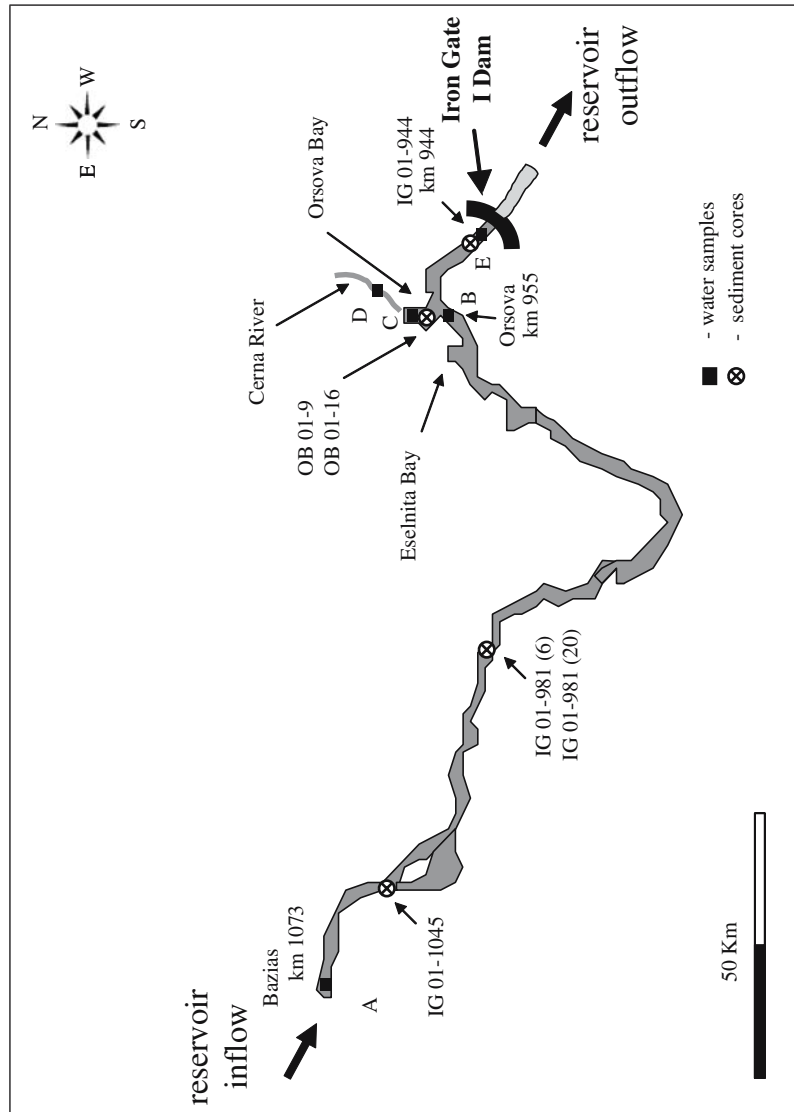 reservoir
inflow
Bazias
km 1073
A
IG 01-1045
IG 01-981 (6)
IG 01-981 (20)
Eselnita Bay
OB 01-9
OB 01-16
Cerna River
D
C
Orsova Bay
B
Orsova
km 955
E
IG 01-944
km 944
Iron Gate
I Dam
reservoir
outflow
N
E
W
S
50 Km
- water samples
- sediment cores